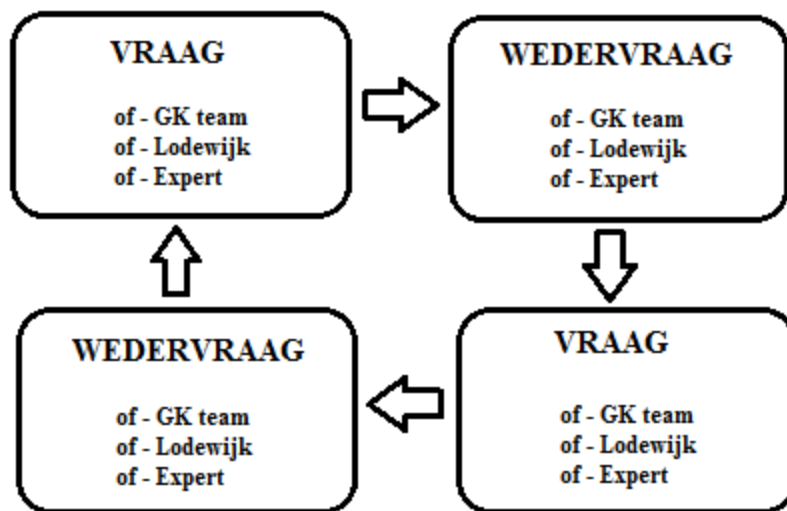 VRAAG
of - GK team
of - Lodewijk
of - Expert
WEDERVRAAG
of - GK team
of - Lodewijk
of - Expert
WEDERVRAAG
of - GK team
of - Lodewijk
of - Expert
VRAAG
of - GK team
of - Lodewijk
of - Expert